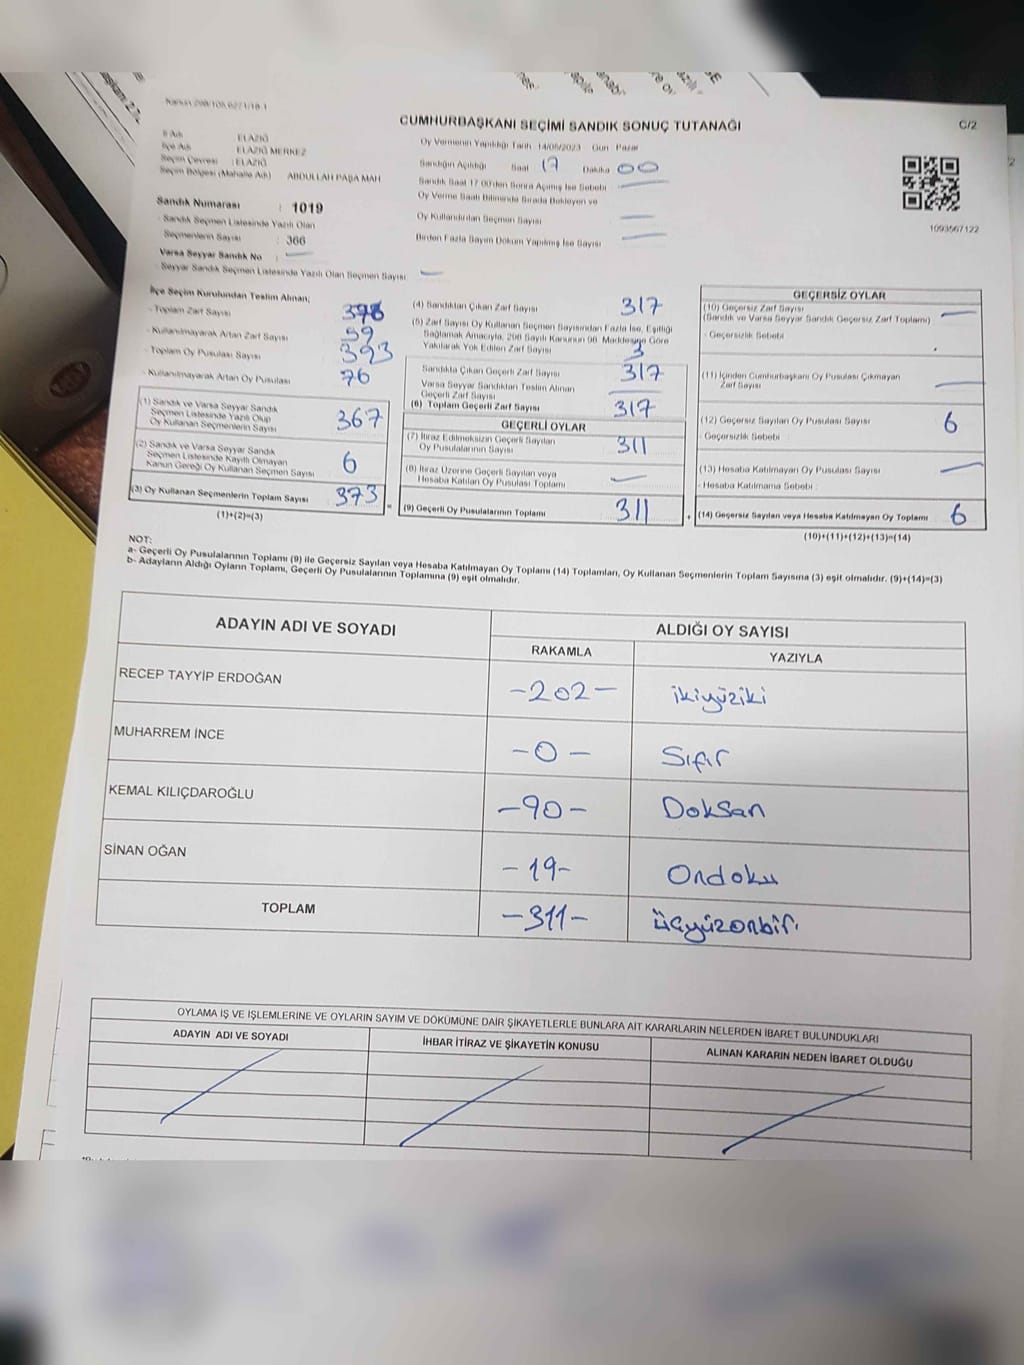 Kanun 298/105,6271/18-1
CUMHURBAŞKANI SEÇİMİ SANDIK SONUÇ TUTANAĞI
C/2
İl Adı : ELAZIĞ
İlçe Adı : ELAZIĞ MERKEZ
Seçim Çevresi : ELAZIĞ
Seçim Bölgesi (Mahalle Adı) ABDULLAH PAŞA MAH
Oy Vermenin Yapıldığı Tarih 14/05/2023 Gün Pazar
Sandığın Açıldığı Saat 17 Dakika 00
Sandık Saat 17 00'den Sonra Açılmış İse Sebebi
Oy Verme Saati Bitiminde Sırada Bekleyen ve
Oy Kullandırılan Seçmen Sayısı
Birden Fazla Sayım Döküm Yapılmış İse Sayısı
1093567122
Sandık Numarası : 1019
- Sandık Seçmen Listesinde Yazılı Olan
Seçmenlerin Sayısı : 366
Varsa Seyyar Sandık No :
- Seyyar Sandık Seçmen Listesinde Yazılı Olan Seçmen Sayısı:
İlçe Seçim Kurulundan Teslim Alınan;
- Toplam Zarf Sayısı
- Kullanılmayarak Artan Zarf Sayısı 59
- Toplam Oy Pusulası Sayısı 393
- Kullanılmayarak Artan Oy Pusulası 76
(1) Sandık ve Varsa Seyyar Sandık
Seçmen Listesinde Yazılı Olup
Oy Kullanan Seçmenlerin Sayısı 367
(2) Sandık ve Varsa Seyyar Sandık
Seçmen Listesinde Kayıtlı Olmayan
Kanun Gereği Oy Kullanan Seçmen Sayısı 6
(3) Oy Kullanan Seçmenlerin Toplam Sayısı 373
(1)+(2)=(3)
(4) Sandıktan Çıkan Zarf Sayısı 317
(5) Zarf Sayısı Oy Kullanan Seçmen Sayısından Fazla İse, Eşitliği
Sağlamak Amacıyla, 298 Sayılı Kanunun 98. Maddesine Göre
Yakılarak Yok Edilen Zarf Sayısı 3
Sandıkta Çıkan Geçerli Zarf Sayısı 317
Varsa Seyyar Sandıktan Teslim Alınan
Geçerli Zarf Sayısı
(6) Toplam Geçerli Zarf Sayısı 317
GEÇERLİ OYLAR
(7) İtiraz Edilmeksizin Geçerli Sayılan
Oy Pusulalarının Sayısı 311
(8) İtiraz Üzerine Geçerli Sayılan veya
Hesaba Katılan Oy Pusulası Toplamı
(9) Geçerli Oy Pusulalarının Toplamı 311
=
+
GEÇERSİZ OYLAR
(10) Geçersiz Zarf Sayısı
(Sandık ve Varsa Seyyar Sandık Geçersiz Zarf Toplamı)
- Geçersizlik Sebebi :
(11) İçinden Cumhurbaşkanı Oy Pusulası Çıkmayan
Zarf Sayısı
(12) Geçersiz Sayılan Oy Pusulası Sayısı 6
- Geçersizlik Sebebi :
(13) Hesaba Katılmayan Oy Pusulası Sayısı
- Hesaba Katılmama Sebebi :
(14) Geçersiz Sayılan veya Hesaba Katılmayan Oy Toplamı 6
(10)+(11)+(12)+(13)=(14)
NOT:
a- Geçerli Oy Pusulalarının Toplamı (9) ile Geçersiz Sayılan veya Hesaba Katılmayan Oy Toplamı (14) Toplamları, Oy Kullanan Seçmenlerin Toplam Sayısına (3) eşit olmalıdır. (9)+(14)=(3)
b- Adayların Aldığı Oyların Toplamı, Geçerli Oy Pusulalarının Toplamına (9) eşit olmalıdır.
ADAYIN ADI VE SOYADI
ALDIĞI OY SAYISI
RAKAMLA YAZIYLA
RECEP TAYYİP ERDOĞAN -202- ikiyüziki
MUHARREM İNCE -0- Sıfır
KEMAL KILIÇDAROĞLU -90- Doksan
SİNAN OĞAN -19- Ondoku
TOPLAM -311- üçyüzonbir.
OYLAMA İŞ VE İŞLEMLERİNE VE OYLARIN SAYIM VE DÖKÜMÜNE DAİR ŞİKAYETLERLE BUNLARA AİT KARARLARIN NELERDEN İBARET BULUNDUKLARI
ADAYIN ADI VE SOYADI
İHBAR İTİRAZ VE ŞİKAYETİN KONUSU
ALINAN KARARIN NEDEN İBARET OLDUĞU